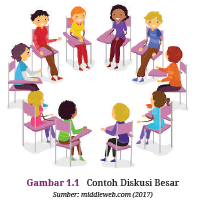 Gambar 1.1 Contoh Diskusi Besar
Sumber: middleweb.com (2017)